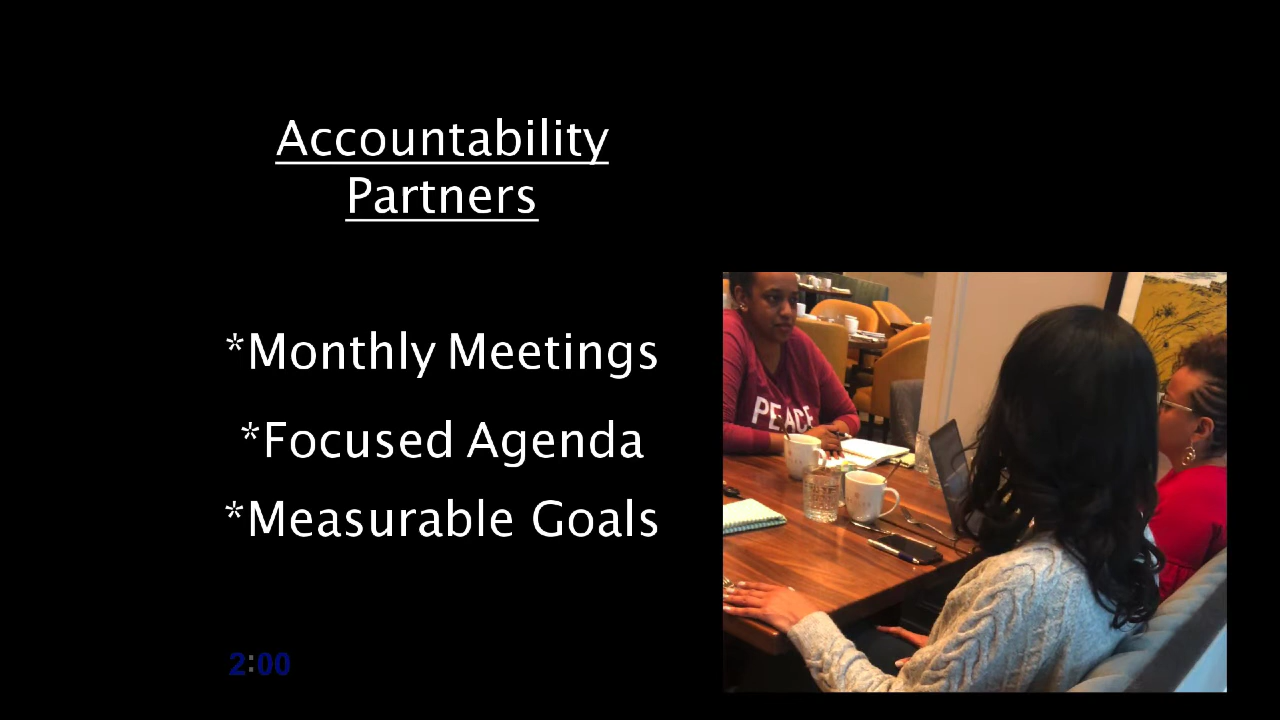 Accountability
Partners
*Monthly Meetings
*Focused Agenda
*Measurable Goals
PEACE
2:00